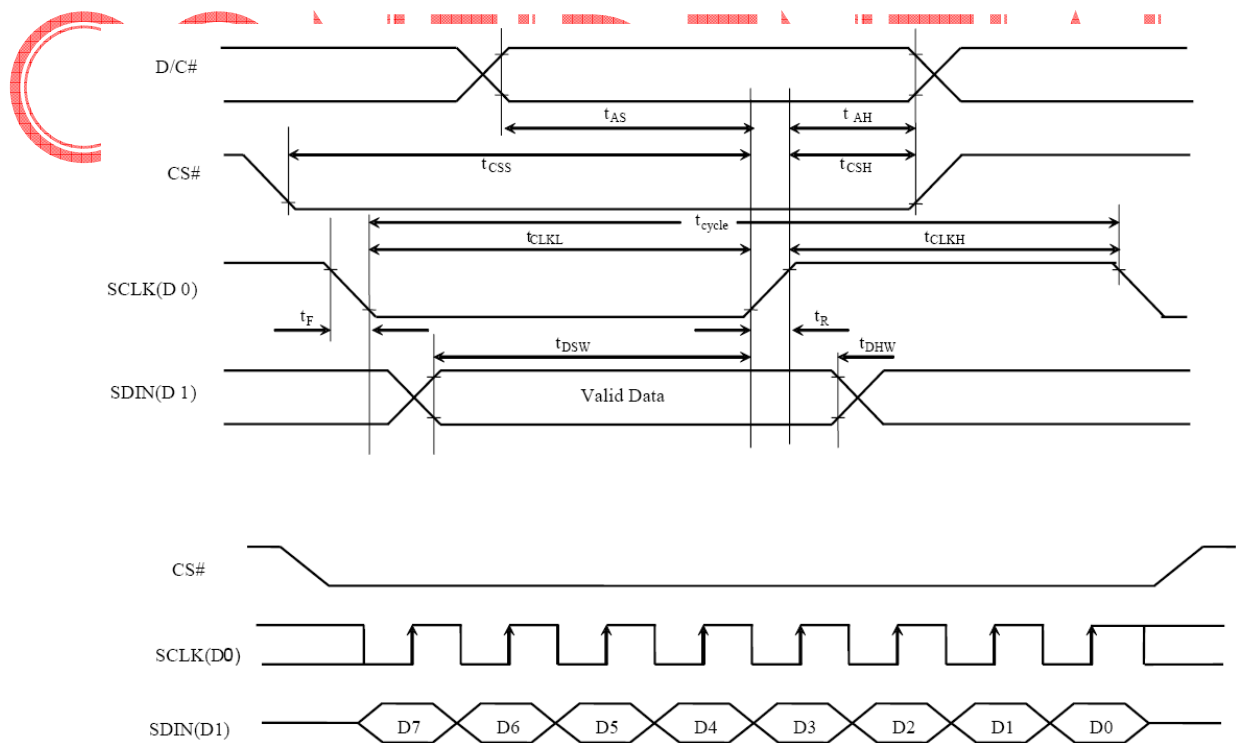 D/C#
tAS
tAH
CS#
tCSS
tCSH
tcycle
tCLKL
tCLKH
SCLK(D 0)
tF
tR
tDSW
tDHW
SDIN(D 1)
Valid Data
CS#
SCLK(D0)
SDIN(D1)
D7 D6 D5 D4 D3 D2 D1 D0